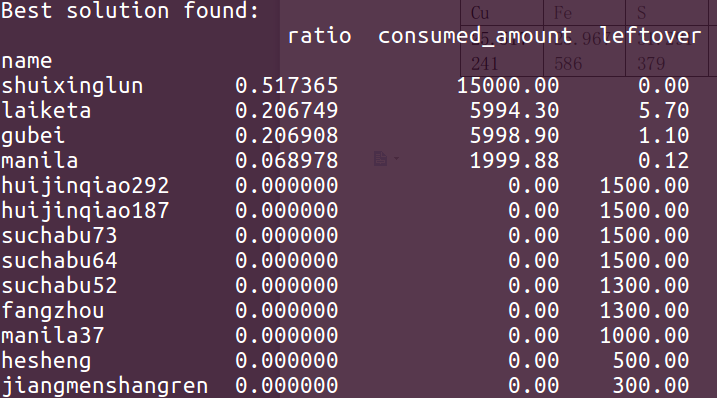 Best solution found:
Cu Fe S
ratio consumed_amount leftover
name
241 586 379
shuixinglun 0.517365 15000.00 0.00
laiketa 0.206749 5994.30 5.70
gubei 0.206908 5998.90 1.10
manila 0.068978 1999.88 0.12
huijinqiao292 0.000000 0.00 1500.00
huijinqiao187 0.000000 0.00 1500.00
suchabu73 0.000000 0.00 1500.00
suchabu64 0.000000 0.00 1500.00
suchabu52 0.000000 0.00 1300.00
fangzhou 0.000000 0.00 1300.00
manila37 0.000000 0.00 1000.00
hesheng 0.000000 0.00 500.00
jiangmenshangren 0.000000 0.00 300.00